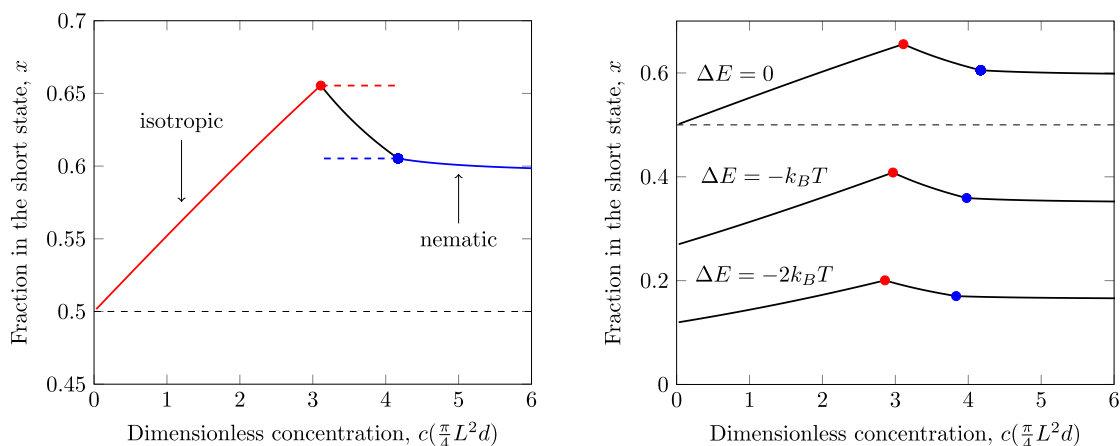 0.7
0.65
0.6
0.55
0.5
0.45
Fraction in the short state, x
isotropic
nematic
0 1 2 3 4 5 6
Dimensionless concentration, c(π/4 L²d)
0.6
0.4
0.2
0
Fraction in the short state, x
ΔE = 0
ΔE = −k_BT
ΔE = −2k_BT
0 1 2 3 4 5 6
Dimensionless concentration, c(π/4 L²d)